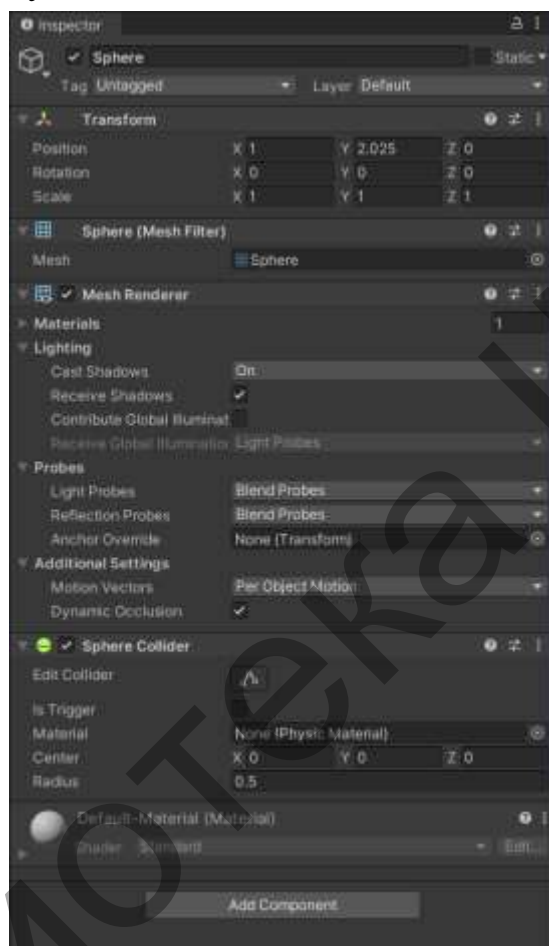 Inspector
Sphere Static
Tag Untagged Layer Default
Transform
Position X 1 Y 2.025 Z 0
Rotation X 0 Y 0 Z 0
Scale X 1 Y 1 Z 1
Sphere (Mesh Filter)
Mesh Sphere
Mesh Renderer
Materials 1
Lighting
Cast Shadows On
Receive Shadows
Contribute Global Illuminat
Receive Global Illumination Light Probes
Probes
Light Probes Blend Probes
Reflection Probes Blend Probes
Anchor Override None (Transform)
Additional Settings
Motion Vectors Per Object Motion
Dynamic Occlusion
Sphere Collider
Edit Collider
Is Trigger
Material None (Physic Material)
Center X 0 Y 0 Z 0
Radius 0.5
Default-Material (Material)
Shader Standard Edit...
Add Component